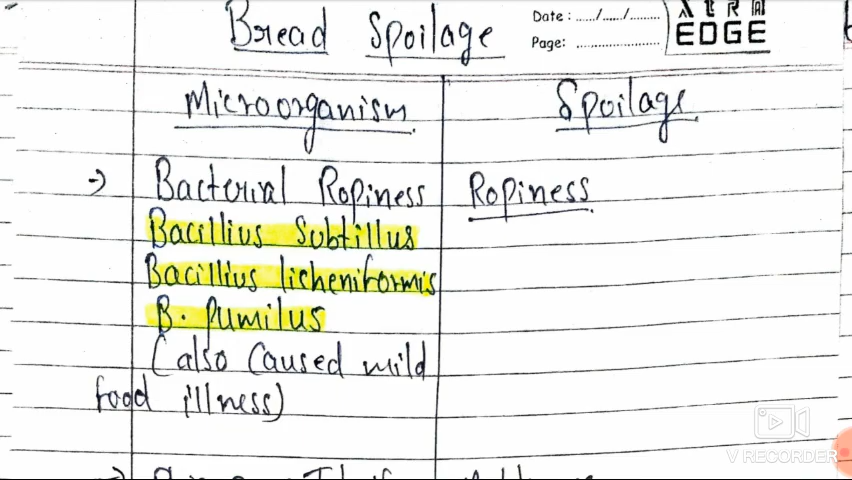 Bread Spoilage
Date : ...../...../.........
Page: ........................
EDGE
Microorganism Spoilage
→ Bacterial Ropiness Ropiness
Bacillius Subtillus
Bacillius licheniformis
B. pumilus
(also Caused mild
food illness)
V RECORDER